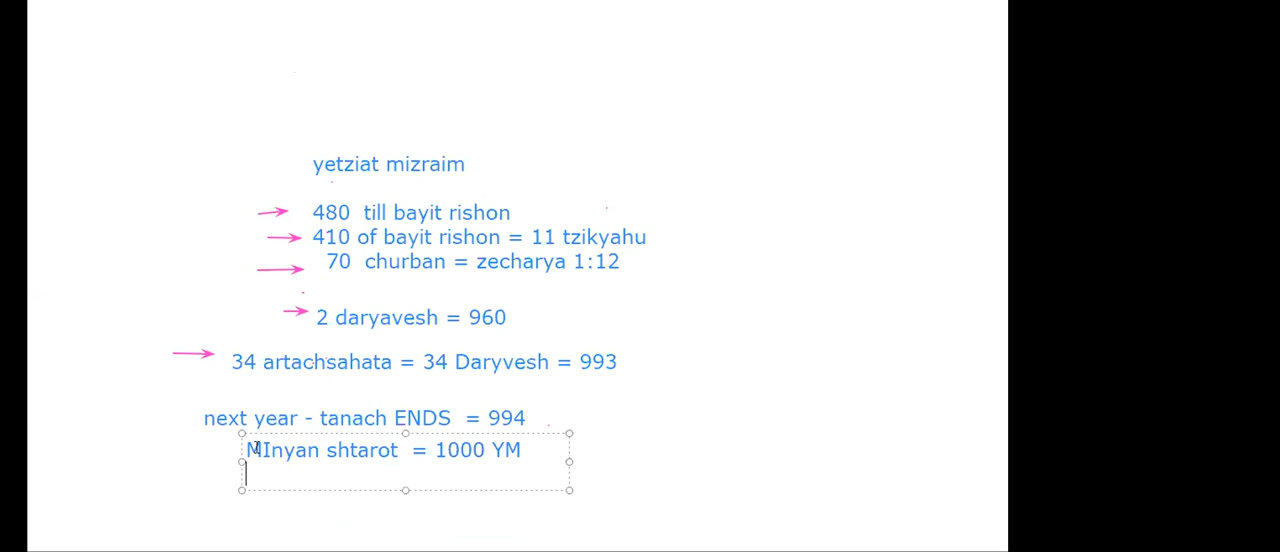 yetziat mizraim
480 till bayit rishon
410 of bayit rishon = 11 tzikyahu
70 churban = zecharya 1:12
2 daryavesh = 960
34 artachsahata = 34 Daryvesh = 993
next year - tanach ENDS = 994
MInyan shtarot = 1000 YM